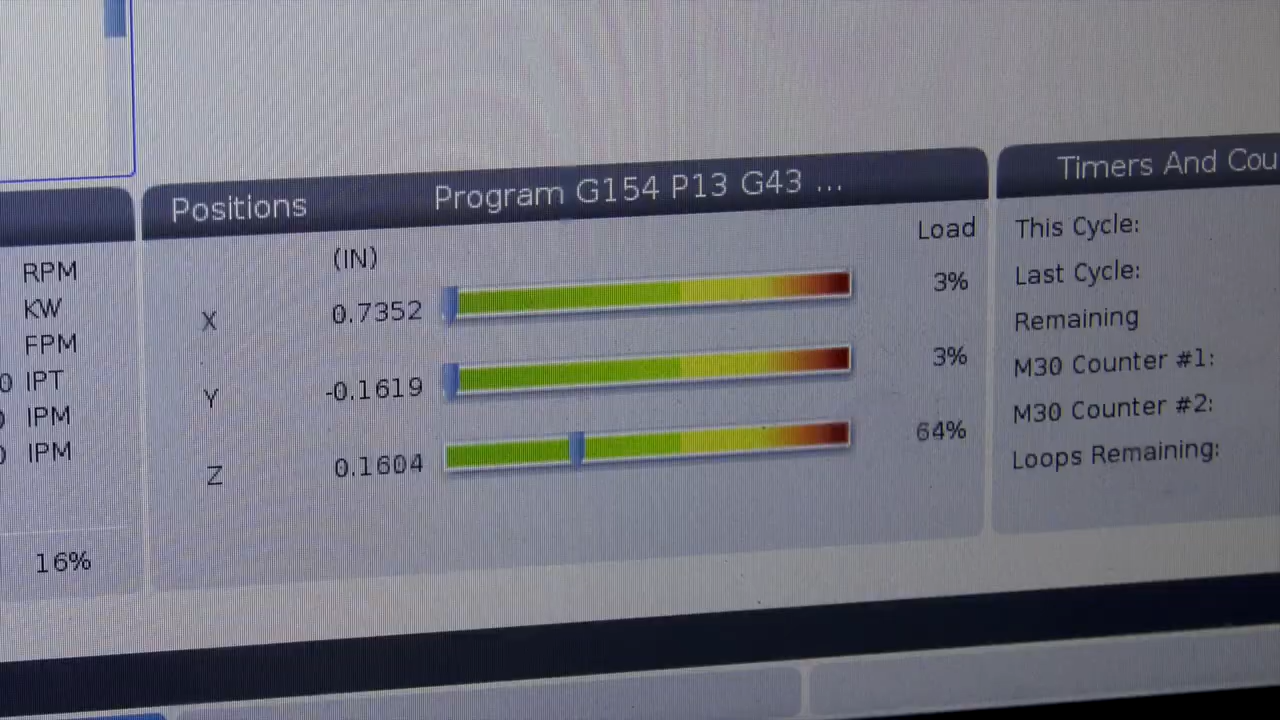 Positions Program G154 P13 G43 ...
Timers And Cou
RPM
KW
FPM
0 IPT
IPM
IPM
16%
(IN) Load
X 0.7352 3%
Y -0.1619 3%
Z 0.1604 64%
This Cycle:
Last Cycle:
Remaining
M30 Counter #1:
M30 Counter #2:
Loops Remaining: